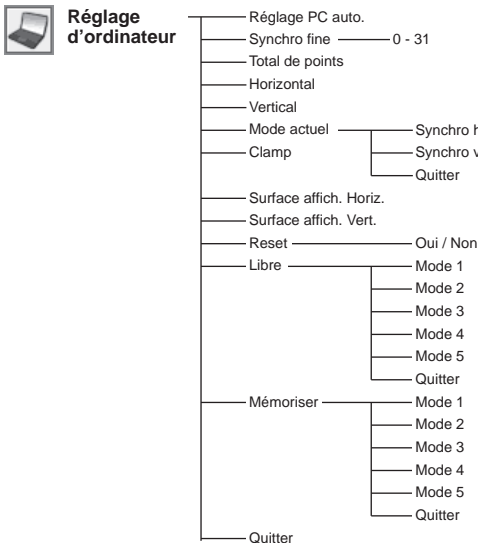 Réglage
d'ordinateur
Réglage PC auto.
Synchro fine 0 - 31
Total de points
Horizontal
Vertical
Mode actuel Synchro
Clamp Synchro
Quitter
Surface affich. Horiz.
Surface affich. Vert.
Reset Oui / Non
Libre Mode 1
Mode 2
Mode 3
Mode 4
Mode 5
Quitter
Mémoriser Mode 1
Mode 2
Mode 3
Mode 4
Mode 5
Quitter
Quitter